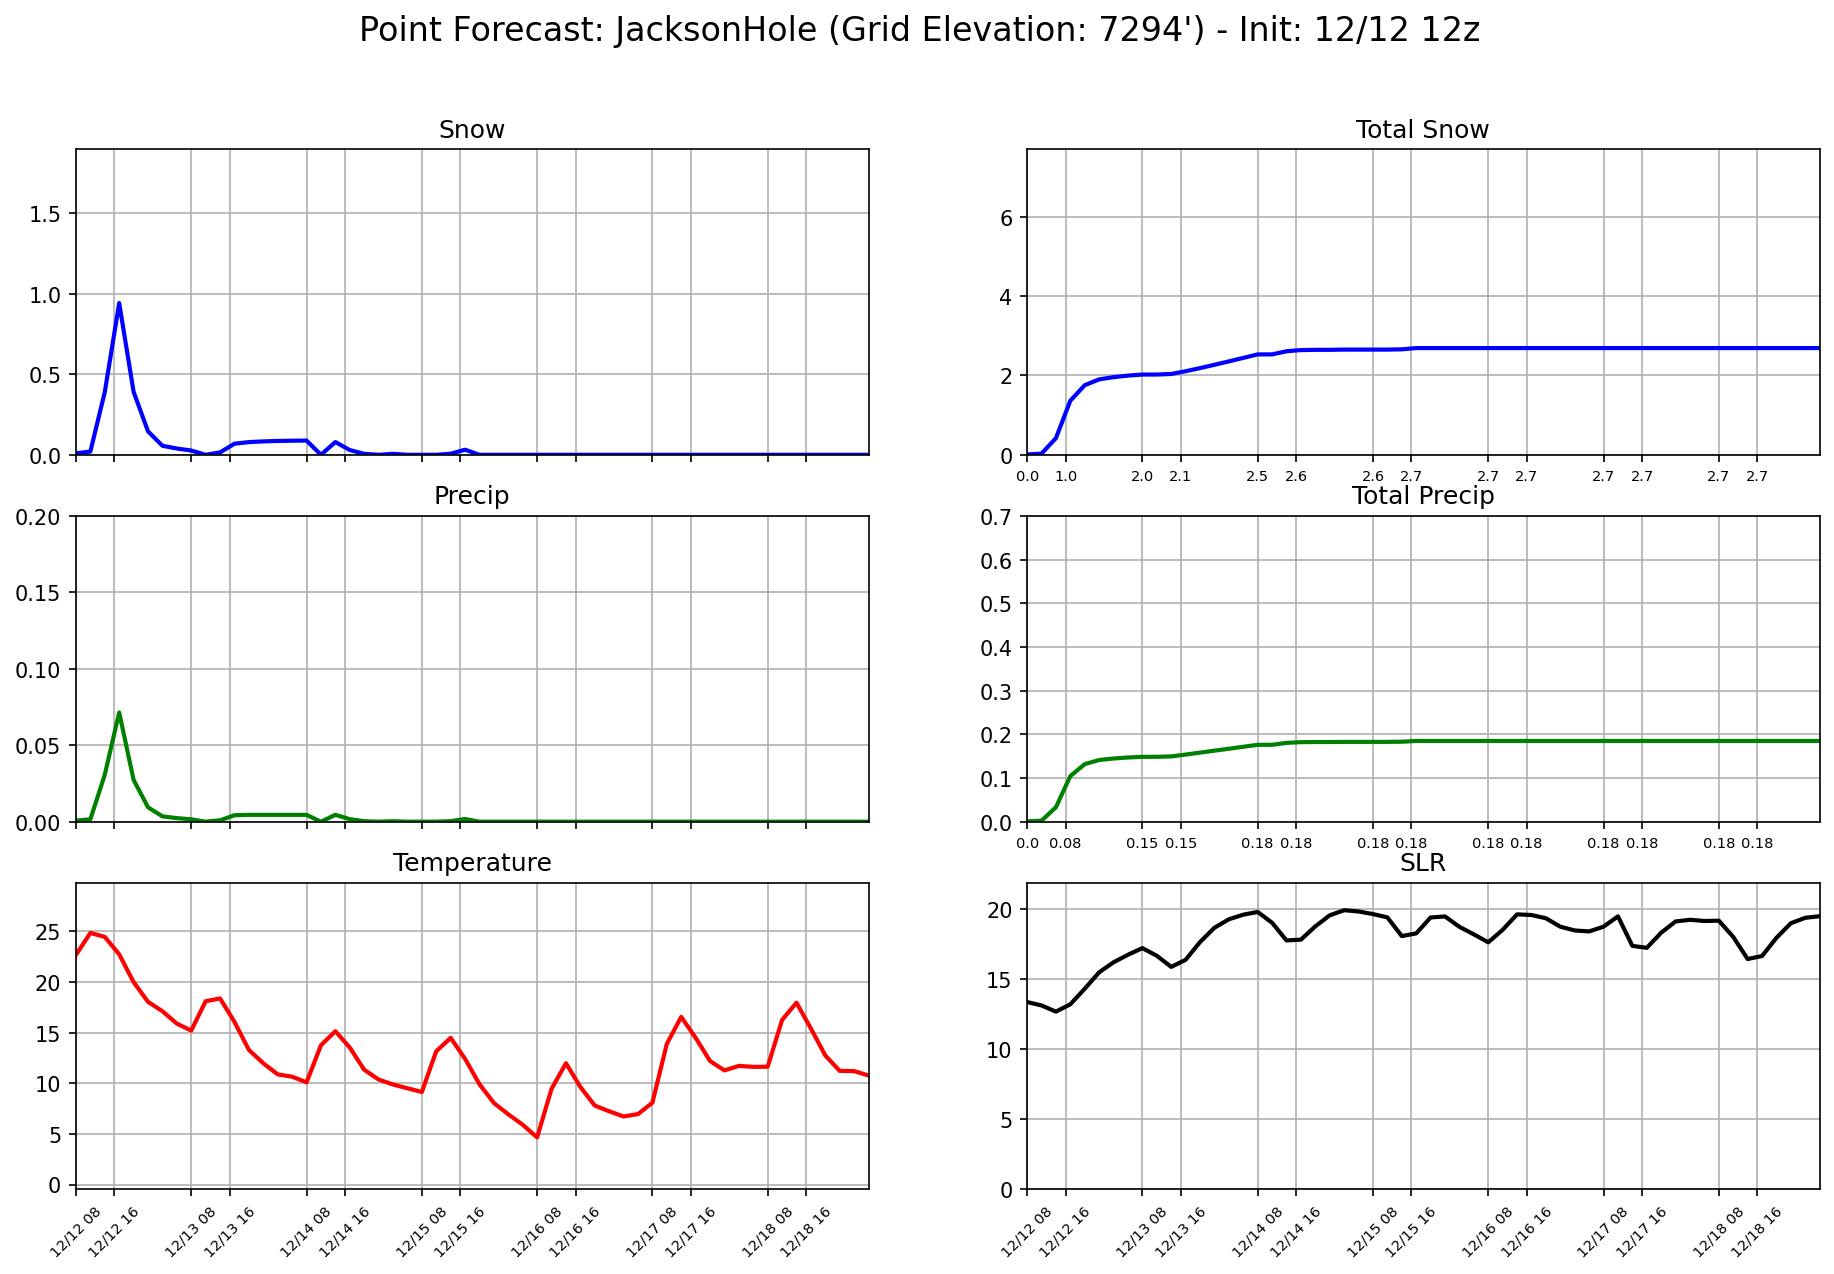 Point Forecast: JacksonHole (Grid Elevation: 7294') - Init: 12/12 12z
Snow
1.5
1.0
0.5
0.0
Total Snow
6
4
2
0
0.0 1.0 2.0 2.1 2.5 2.6 2.6 2.7 2.7 2.7 2.7 2.7 2.7 2.7
Precip
0.20
0.15
0.10
0.05
0.00
Total Precip
0.7
0.6
0.5
0.4
0.3
0.2
0.1
0.0
0.0 0.08 0.15 0.15 0.18 0.18 0.18 0.18 0.18 0.18 0.18 0.18 0.18 0.18
Temperature
25
20
15
10
5
0
12/12 08 12/12 16 12/13 08 12/13 16 12/14 08 12/14 16 12/15 08 12/15 16 12/16 08 12/16 16 12/17 08 12/17 16 12/18 08 12/18 16
SLR
20
15
10
5
0
12/12 08 12/12 16 12/13 08 12/13 16 12/14 08 12/14 16 12/15 08 12/15 16 12/16 08 12/16 16 12/17 08 12/17 16 12/18 08 12/18 16